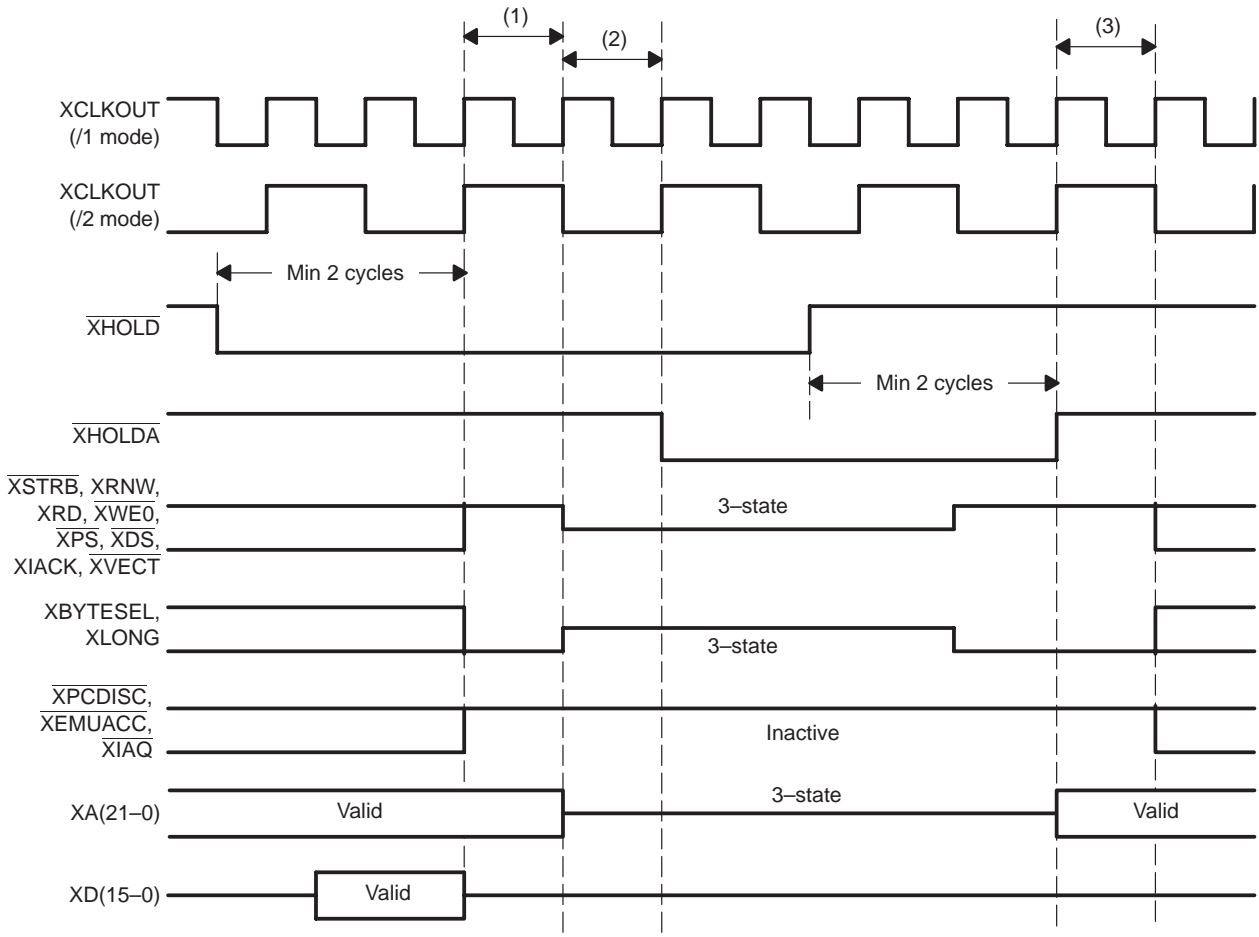 (1)
(2)
(3)
XCLKOUT
(/1 mode)
XCLKOUT
(/2 mode)
Min 2 cycles
XHOLD
Min 2 cycles
XHOLDA
XSTRB, XRNW,
XRD, XWE0,
XPS, XDS,
XIACK, XVECT
3–state
XBYTESEL,
XLONG
3–state
XPCDISC,
XEMUACC,
XIAQ
Inactive
XA(21–0)
Valid
3–state
Valid
XD(15–0)
Valid